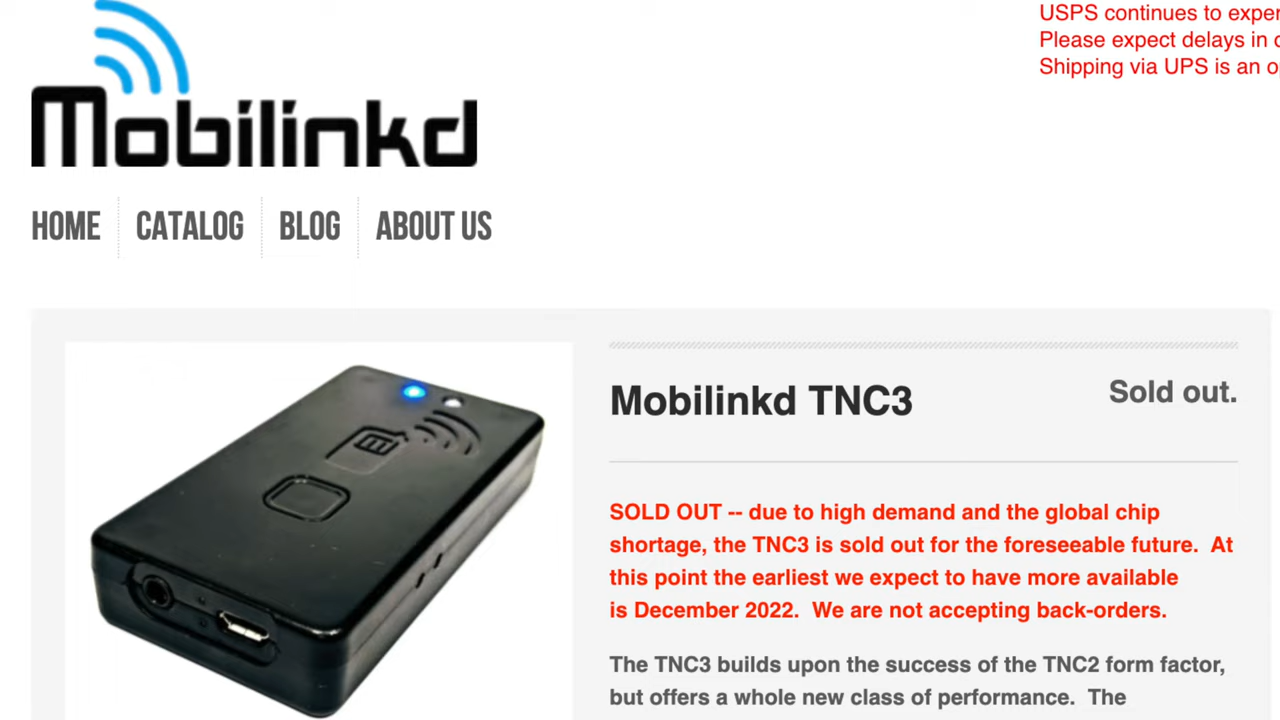 USPS continues to
Please expect delays in
Shipping via UPS is an
Mobilinkd
HOME
CATALOG
BLOG
ABOUT US
Mobilinkd TNC3
Sold out.
SOLD OUT -- due to high demand and the global chip
shortage, the TNC3 is sold out for the foreseeable future. At
this point the earliest we expect to have more available
is December 2022. We are not accepting back-orders.
The TNC3 builds upon the success of the TNC2 form factor,
but offers a whole new class of performance. The